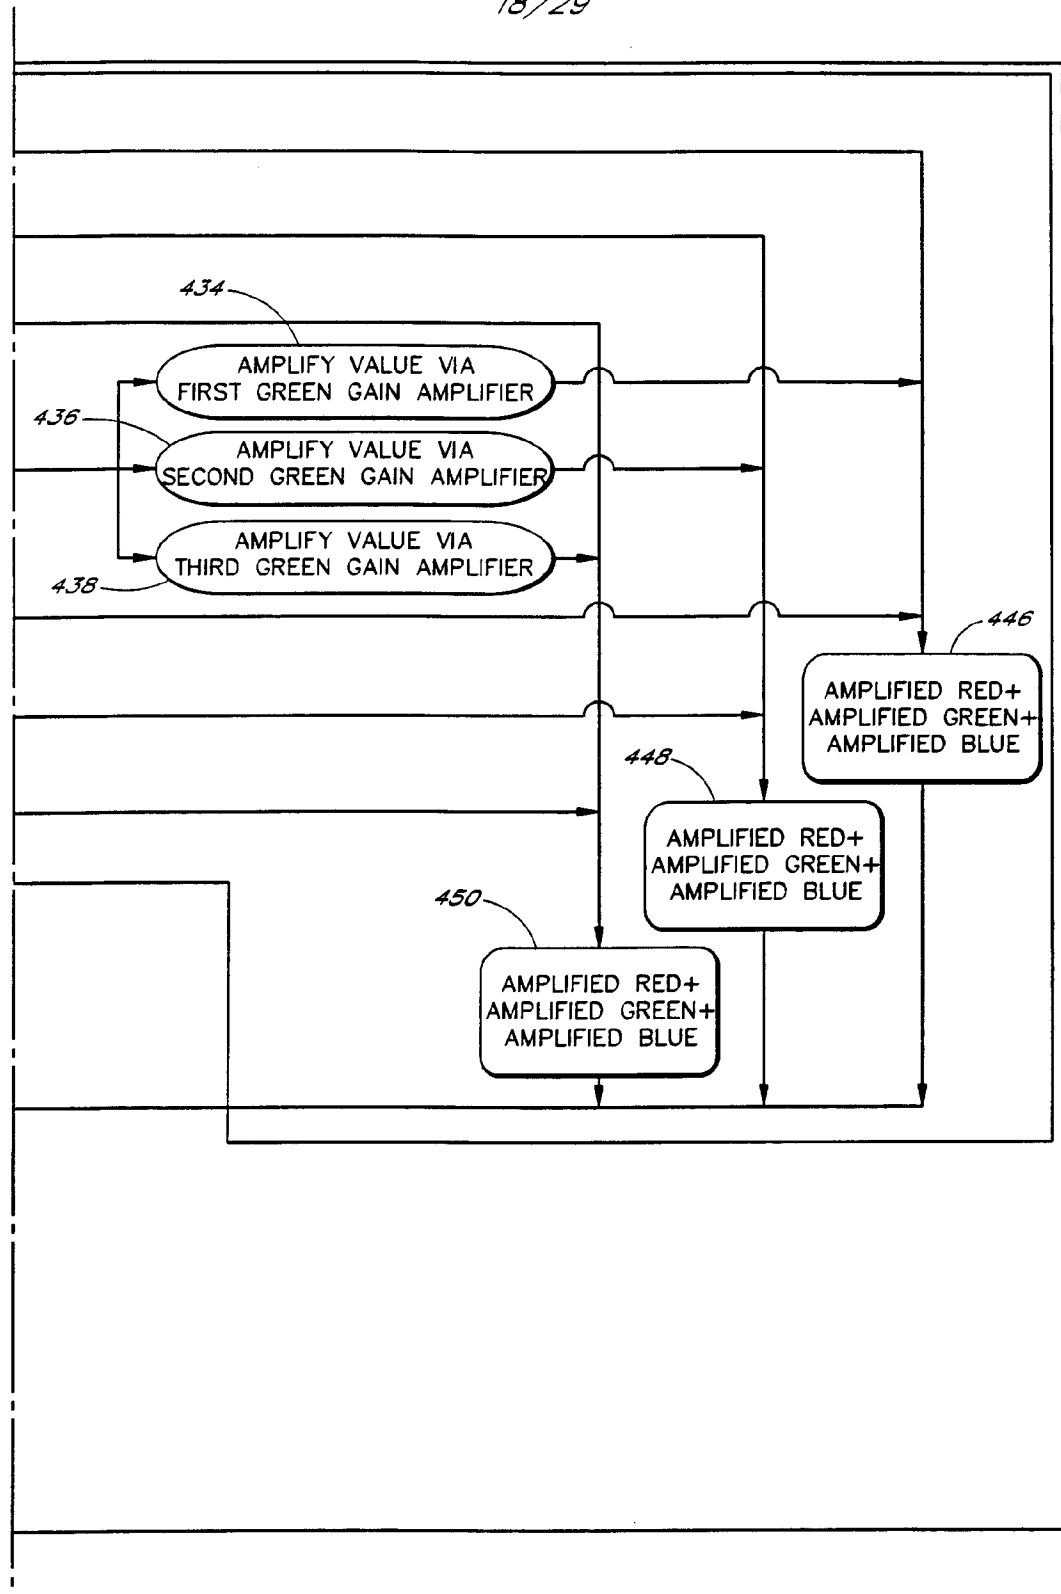 18/29
434
AMPLIFY VALUE VIA
FIRST GREEN GAIN AMPLIFIER
436
AMPLIFY VALUE VIA
SECOND GREEN GAIN AMPLIFIER
AMPLIFY VALUE VIA
THIRD GREEN GAIN AMPLIFIER
438
446
AMPLIFIED RED+
AMPLIFIED GREEN+
AMPLIFIED BLUE
448
AMPLIFIED RED+
AMPLIFIED GREEN+
AMPLIFIED BLUE
450
AMPLIFIED RED+
AMPLIFIED GREEN+
AMPLIFIED BLUE